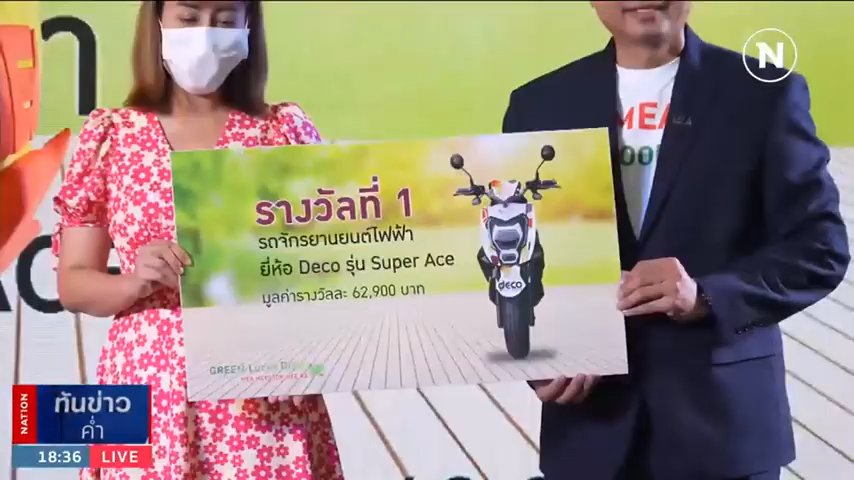 N
MEA
รางวัลที่ 1
รถจักรยานยนต์ไฟฟ้า
ยี่ห้อ Deco รุ่น Super Ace
มูลค่ารางวัลละ 62,900 บาท
deco
GREEN
NATION
ทันข่าว
ค่ำ
18:36 LIVE